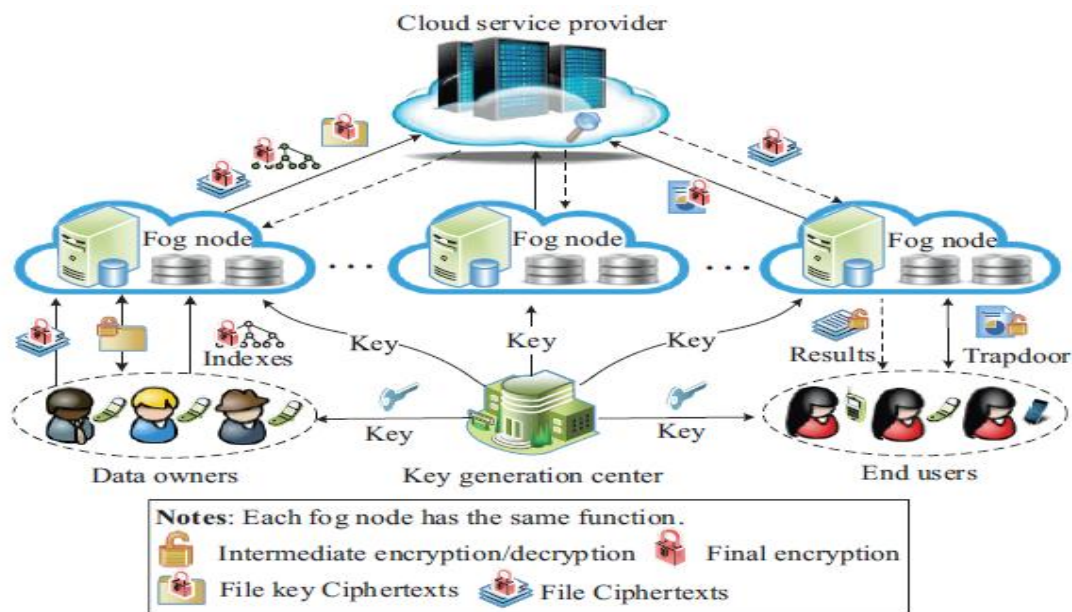 Cloud service provider
Fog node
Fog node
Fog node
... ...
Indexes
Key
Key
Key
Results
Trapdoor
Key
Key
Data owners
Key generation center
End users
Notes: Each fog node has the same function.
Intermediate encryption/decryption
Final encryption
File key Ciphertexts
File Ciphertexts